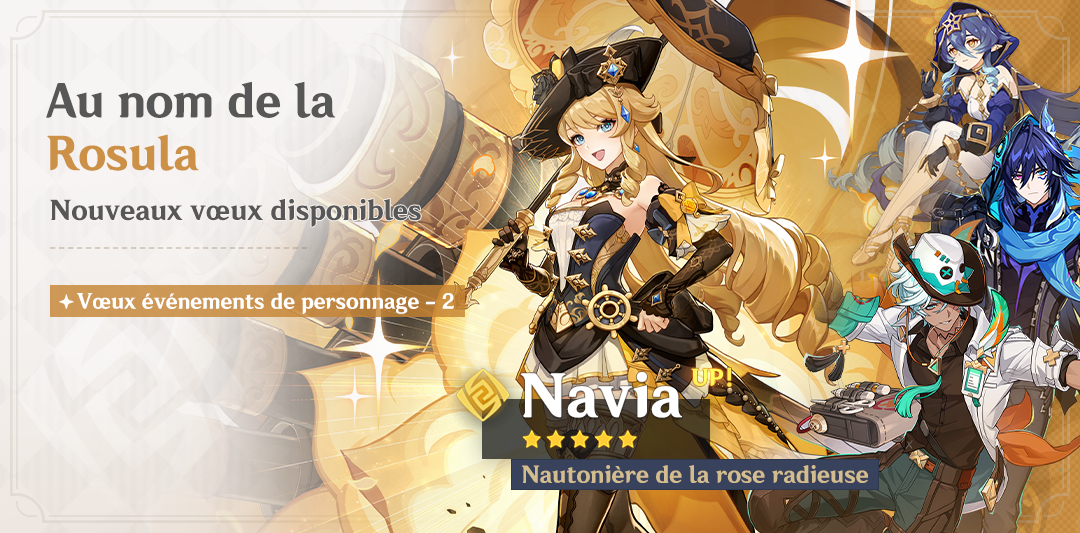 Au nom de la
Rosula
Nouveaux vœux disponibles
Vœux événements de personnage - 2
Navia UP!
Nautonière de la rose radieuse